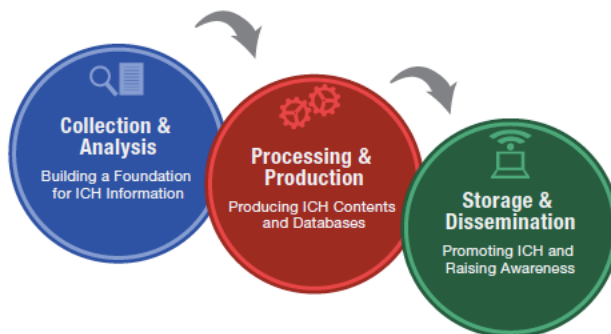 Collection &
Analysis
Building a Foundation
for ICH Information
Processing &
Production
Producing ICH Contents
and Databases
Storage &
Dissemination
Promoting ICH and
Raising Awareness